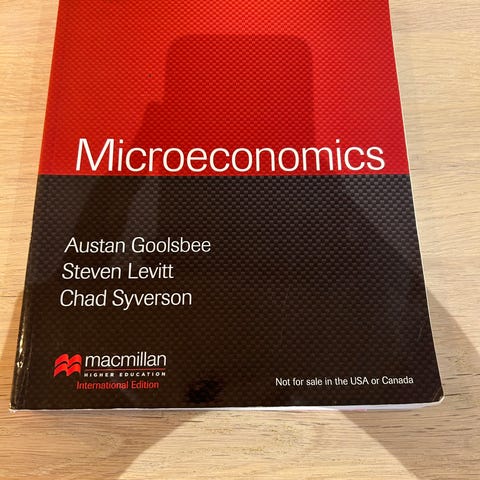 Microeconomics
Austan Goolsbee
Steven Levitt
Chad Syverson
macmillan
HIGHER EDUCATION
International Edition
Not for sale in the USA or Canada